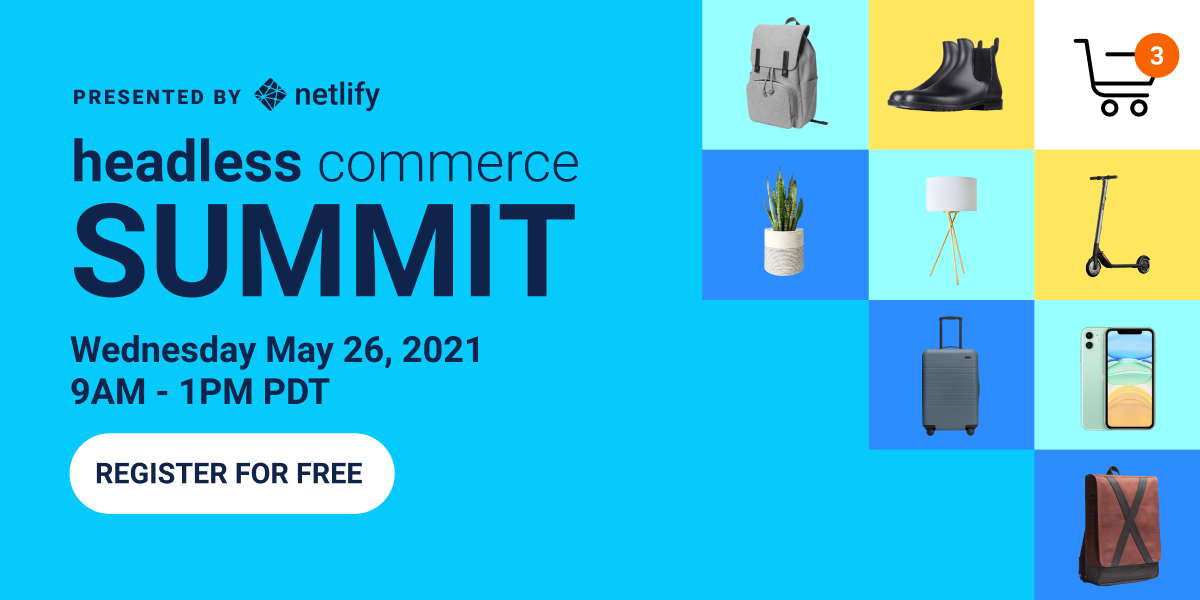 PRESENTED BY netlify
headless commerce
SUMMIT
Wednesday May 26, 2021
9AM - 1PM PDT
REGISTER FOR FREE
3